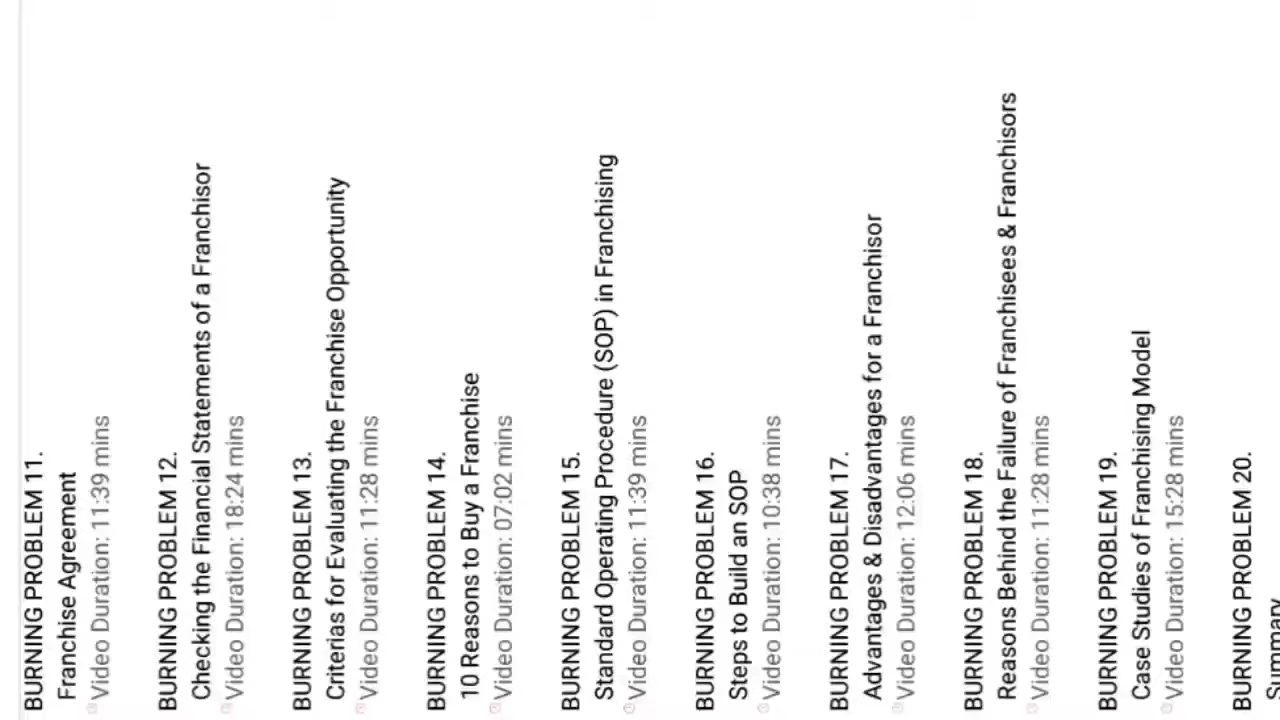 BURNING PROBLEM 11.
Franchise Agreement
Video Duration: 11:39 mins
BURNING PROBLEM 12.
Checking the Financial Statements of a Franchisor
Video Duration: 18:24 mins
BURNING PROBLEM 13.
Criterias for Evaluating the Franchise Opportunity
Video Duration: 11:28 mins
BURNING PROBLEM 14.
10 Reasons to Buy a Franchise
Video Duration: 07:02 mins
BURNING PROBLEM 15.
Standard Operating Procedure (SOP) in Franchising
Video Duration: 11:39 mins
BURNING PROBLEM 16.
Steps to Build an SOP
Video Duration: 10:38 mins
BURNING PROBLEM 17.
Advantages & Disadvantages for a Franchisor
Video Duration: 12:06 mins
BURNING PROBLEM 18.
Reasons Behind the Failure of Franchisees & Franchisors
Video Duration: 11:28 mins
BURNING PROBLEM 19.
Case Studies of Franchising Model
Video Duration: 15:28 mins
BURNING PROBLEM 20.
Summary